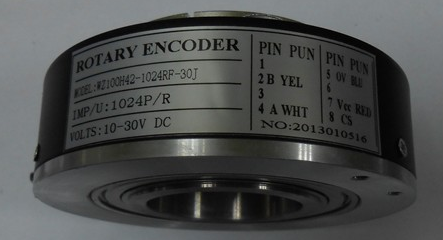 ROTARY ENCODER
MODEL:WZ100H42-1024RF-30J
IMP/U:1024P/R
VOLTS:10-30V DC
PIN PUN
1
2 B YEL
3
4 A WHT
PIN PUN
5 0V BLU
6
7 Vcc RED
8 CS
NO:2013010516